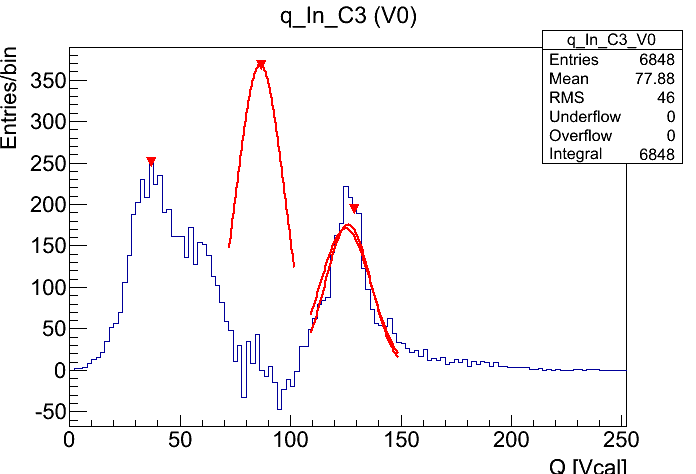 q_In_C3 (V0)
q_In_C3_V0
Entries 6848
Mean 77.88
RMS 46
Underflow 0
Overflow 0
Integral 6848
Entries/bin
350
300
250
200
150
100
50
0
-50
0 50 100 150 200 250
Q [Vcal]